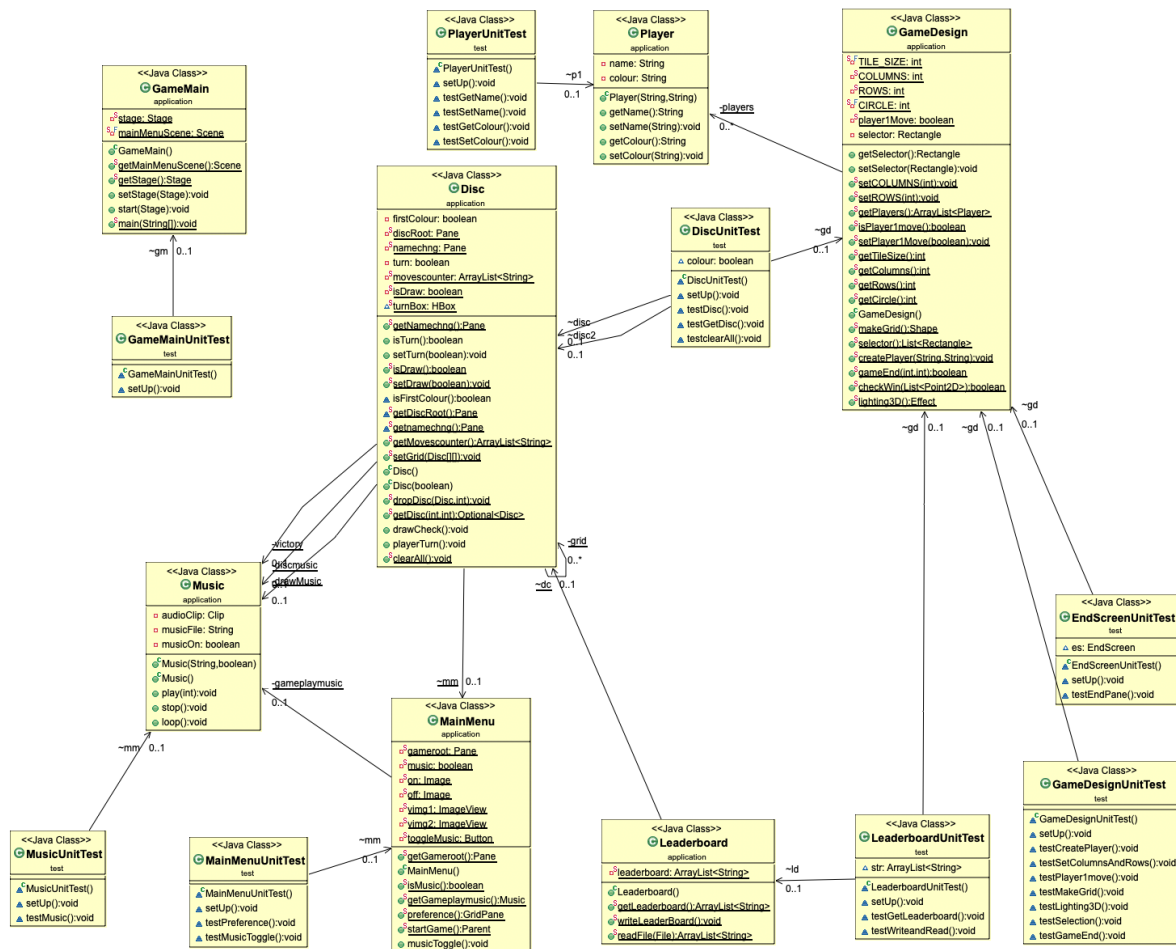 <<Java Class>>
GameMain
application
stage: Stage
mainMenuScene: Scene
GameMain()
getMainMenuScene():Scene
getStage():Stage
setStage(Stage):void
start(Stage):void
main(String[]):void
~gm
0..1
<<Java Class>>
GameMainUnitTest
test
GameMainUnitTest()
setUp():void
<<Java Class>>
PlayerUnitTest
test
PlayerUnitTest()
setUp():void
testGetName():void
testSetName():void
testGetColour():void
testSetColour():void
~p1
0..1
<<Java Class>>
Player
application
name: String
colour: String
Player(String,String)
getName():String
setName(String):void
getColour():String
setColour(String):void
-players
0..*
<<Java Class>>
GameDesign
application
TILE_SIZE: int
COLUMNS: int
ROWS: int
CIRCLE: int
player1Move: boolean
selector: Rectangle
getSelector():Rectangle
setSelector(Rectangle):void
setCOLUMNS(int):void
setROWS(int):void
getPlayers():ArrayList<Player>
isPlayer1move():boolean
setPlayer1Move(boolean):void
getTileSize():int
getColumns():int
getRows():int
getCircle():int
GameDesign()
makeGrid():Shape
selector():List<Rectangle>
createPlayer(String,String):void
gameEnd(int,int):boolean
checkWin(List<Point2D>):boolean
lighting3D():Effect
<<Java Class>>
Disc
application
firstColour: boolean
discRoot: Pane
namechng: Pane
turn: boolean
movescounter: ArrayList<String>
isDraw: boolean
turnBox: HBox
getNamechng():Pane
isTurn():boolean
setTurn(boolean):void
isDraw():boolean
setDraw(boolean):void
isFirstColour():boolean
getDiscRoot():Pane
getnamechng():Pane
getMovescounter():ArrayList<String>
setGrid(Disc[][]):void
Disc()
Disc(boolean)
dropDisc(Disc,int):void
getDisc(int,int):Optional<Disc>
drawCheck():void
playerTurn():void
clearAll():void
<<Java Class>>
DiscUnitTest
test
colour: boolean
DiscUnitTest()
setUp():void
testDisc():void
testGetDisc():void
testclearAll():void
~gd
0..1
~disc
~disc2
0..1
0..1
-grid
0..*
~dc
0..1
-victory
0..1
-discmusic
0..1
-drawMusic
0..1
<<Java Class>>
Music
application
audioClip: Clip
musicFile: String
musicOn: boolean
Music(String,boolean)
Music()
play(int):void
stop():void
loop():void
-gameplaymusic
0..1
~mm
0..1
~mm
0..1
<<Java Class>>
MusicUnitTest
test
MusicUnitTest()
setUp():void
testMusic():void
<<Java Class>>
MainMenuUnitTest
test
MainMenuUnitTest()
setUp():void
testPreference():void
testMusicToggle():void
~mm
0..1
<<Java Class>>
MainMenu
application
gameroot: Pane
music: boolean
on: Image
off: Image
vimg1: ImageView
vimg2: ImageView
toggleMusic: Button
getGameroot():Pane
MainMenu()
isMusic():boolean
getGameplaymusic():Music
preference():GridPane
startGame():Parent
musicToggle():void
<<Java Class>>
Leaderboard
application
leaderboard: ArrayList<String>
Leaderboard()
getLeaderboard():ArrayList<String>
writeLeaderBoard():void
readFile(File):ArrayList<String>
~ld
0..1
<<Java Class>>
LeaderboardUnitTest
test
str: ArrayList<String>
LeaderboardUnitTest()
setUp():void
testGetLeaderboard():void
testWriteandRead():void
~gd
0..1
~gd
0..1
~gd
0..1
<<Java Class>>
EndScreenUnitTest
test
es: EndScreen
EndScreenUnitTest()
setUp():void
testEndPane():void
<<Java Class>>
GameDesignUnitTest
test
GameDesignUnitTest()
setUp():void
testCreatePlayer():void
testSetColumnsAndRows():void
testPlayer1move():void
testMakeGrid():void
testLighting3D():void
testSelection():void
testGameEnd():void